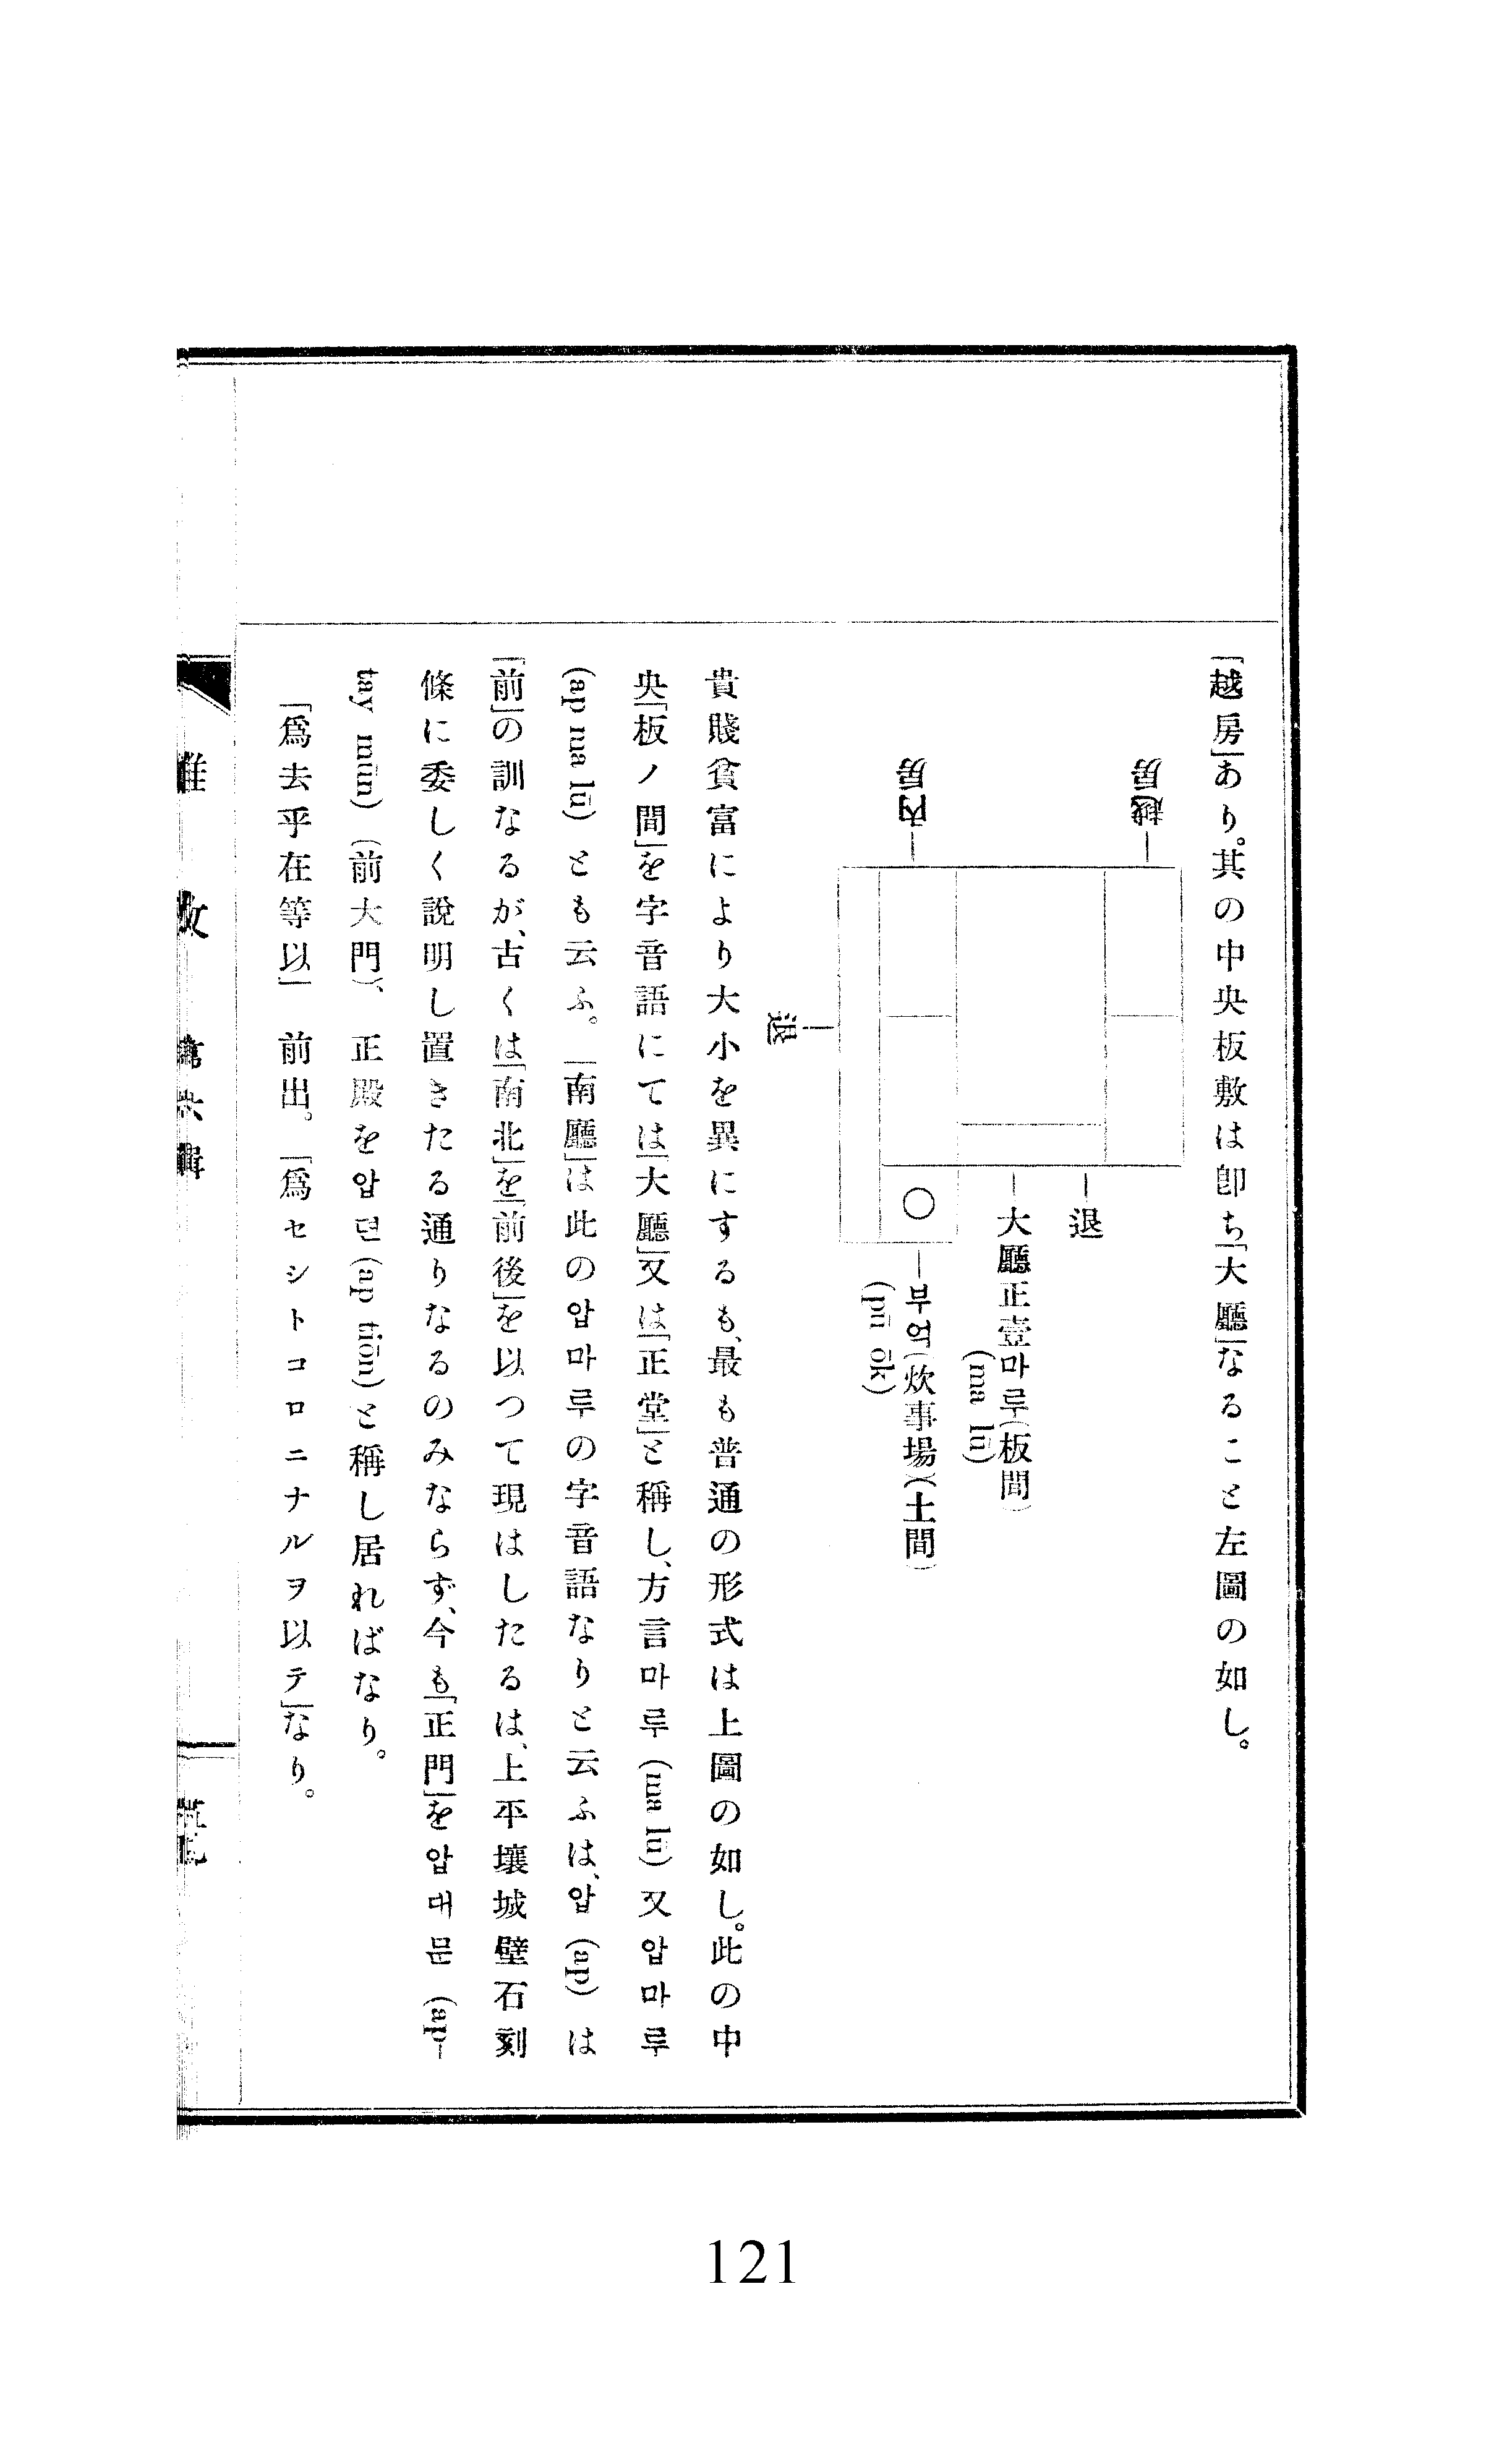 「越房」あり。其の中央板敷は卽ち「大廳」なること左圖の如し。
越房
內房
退
退
大廳正壹마루(板間)
(ma lŭ)
부억(炊事場)(土間)
(pŭ ŏk)
貴賤貧富により大小を異にするも、最も普通の形式は上圖の如し。此の中
央「板ノ間」を字音語にては「大廳」又は「正堂」と稱し、方言마루(ma lŭ)又압마루
(ap ma lŭ)とも云ふ。「南廳」は此の압마루の字音語なりと云ふは、압(ap)は
「前」の訓なるが、古くは「南北」を「前後」を以つて現はしたるは、上平壤城壁石刻
條に委しく說明し置きたる通りなるのみならず、今も「正門」を압대문(ap-
tay mŭn)(前大門)、正殿を압뎐(ap tiŏn)と稱し居ればなり。
「爲去乎在等以」 前出。「爲セシトコロニナルヲ以テ」なり。
雜攷 第六輯
121